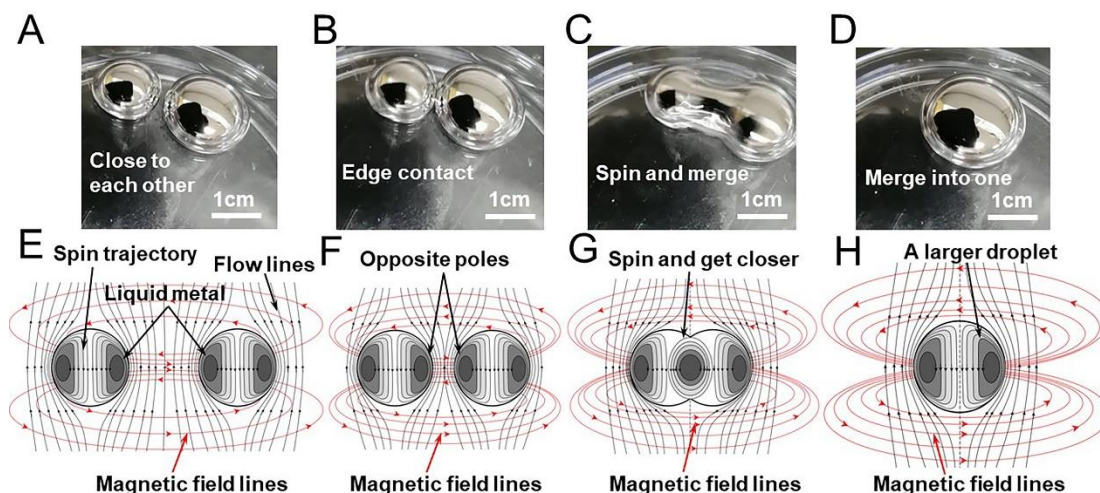 A
B
C
D
Close to
each other
1cm
Edge contact
1cm
Spin and merge
1cm
Merge into one
1cm
E
Spin trajectory
Flow lines
Liquid metal
Magnetic field lines
F
Opposite poles
Magnetic field lines
G
Spin and get closer
Magnetic field lines
H
A larger droplet
Magnetic field lines